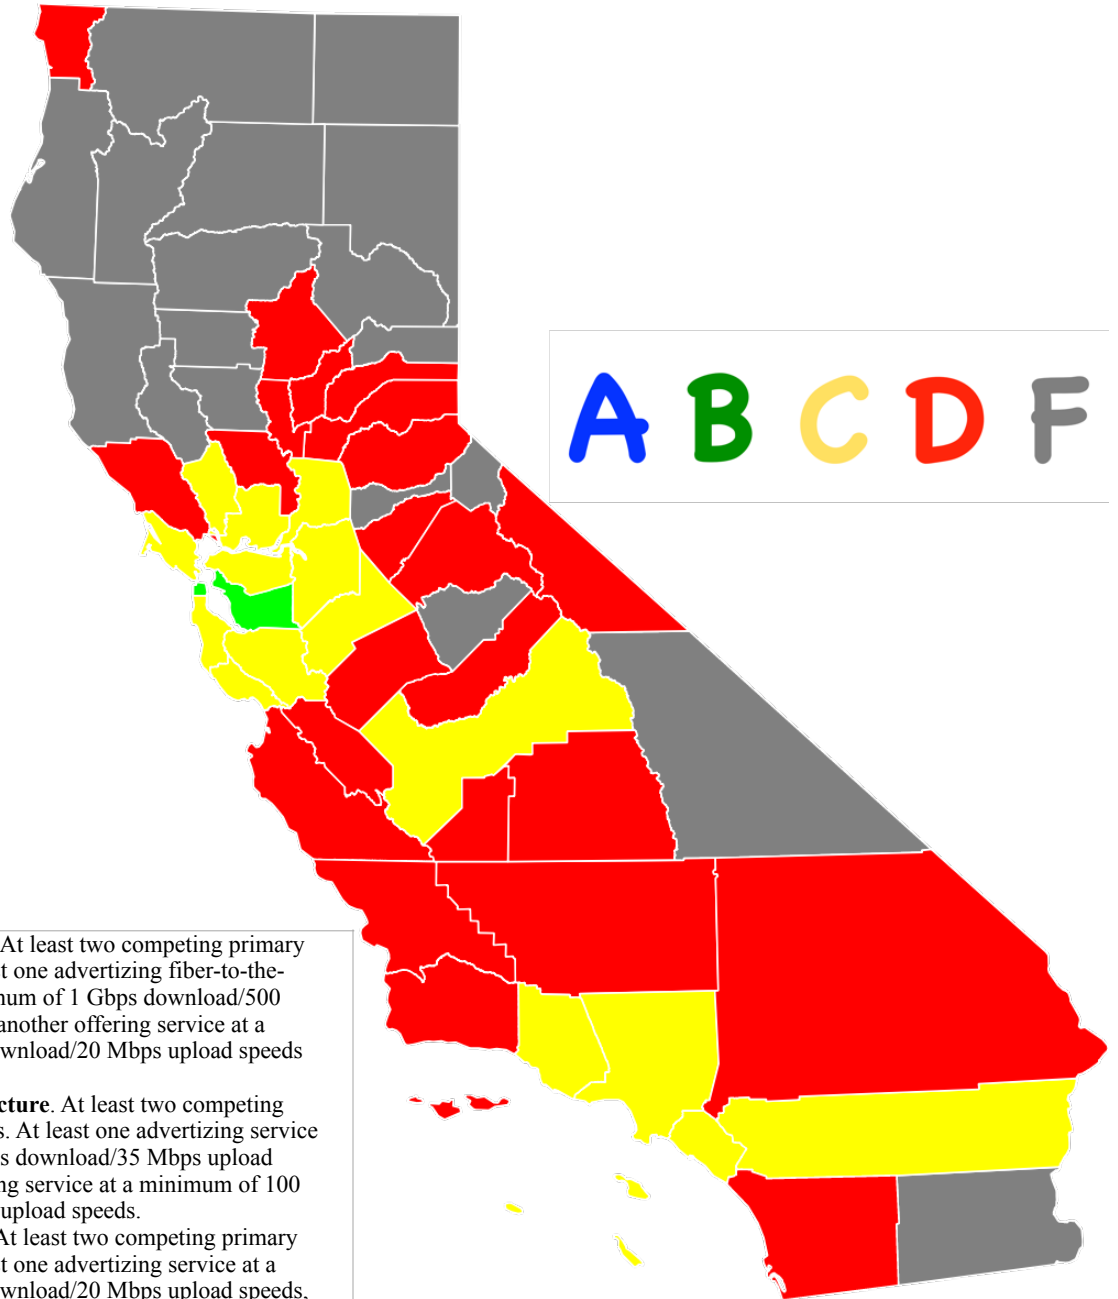 A B C D F
At least two competing primary
t one advertizing fiber-to-the-
num of 1 Gbps download/500
another offering service at a
wnload/20 Mbps upload speeds
cture. At least two competing
s. At least one advertizing service
s download/35 Mbps upload
ng service at a minimum of 100
upload speeds.
At least two competing primary
t one advertizing service at a
wnload/20 Mbps upload speeds,